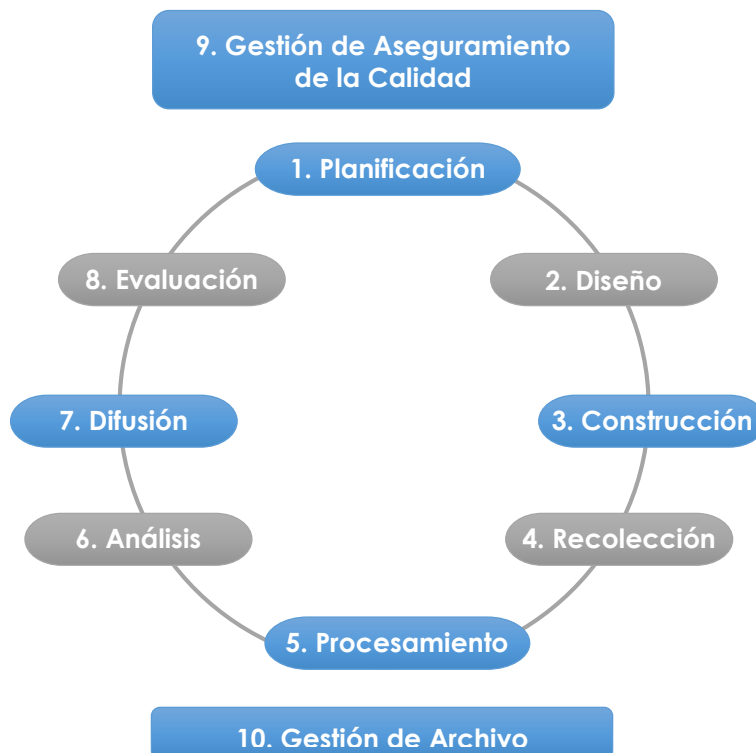 9. Gestión de Aseguramiento
de la Calidad
1. Planificación
8. Evaluación
2. Diseño
7. Difusión
3. Construcción
6. Análisis
4. Recolección
5. Procesamiento
10. Gestión de Archivo